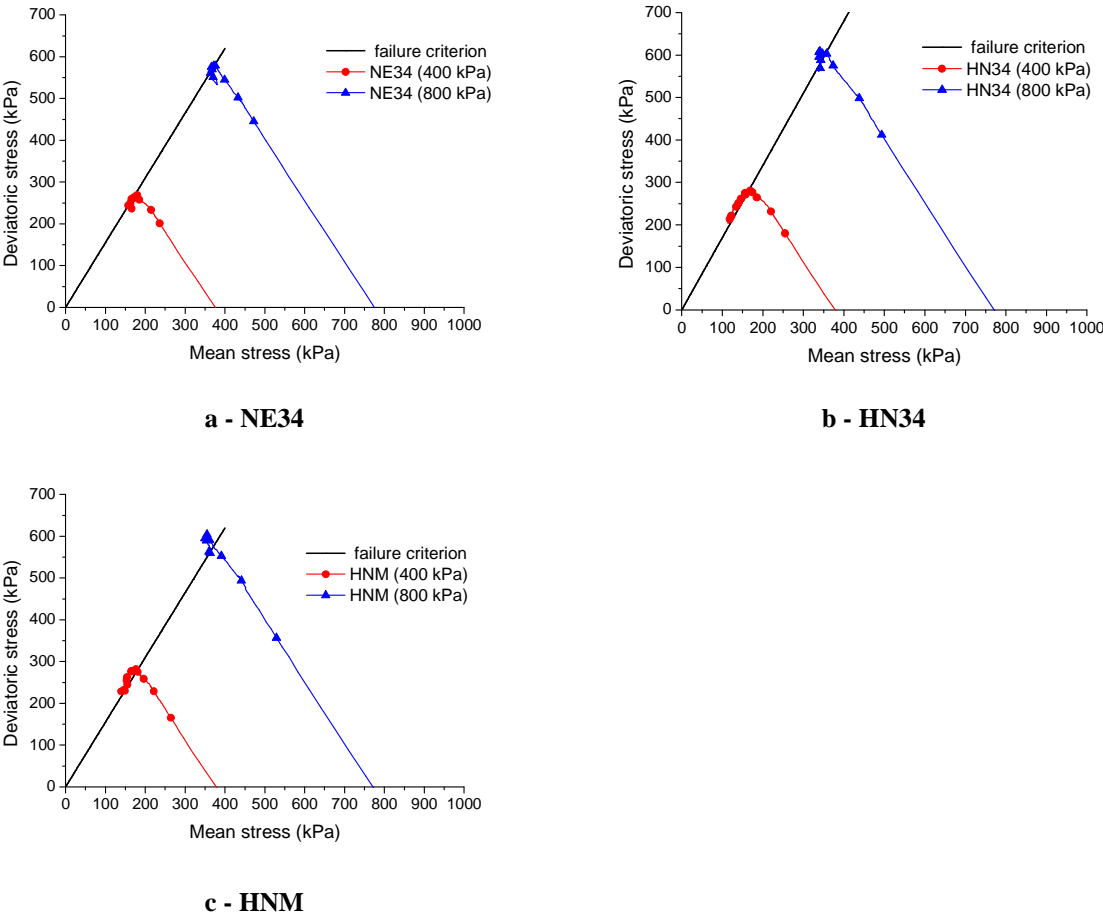 700
600
500
400
300
200
100
0
Deviatoric stress (kPa)
failure criterion
NE34 (400 kPa)
NE34 (800 kPa)
0 100 200 300 400 500 600 700 800 900 1000
Mean stress (kPa)
a - NE34
700
600
500
400
300
200
100
0
Deviatoric stress (kPa)
failure criterion
HN34 (400 kPa)
HN34 (800 kPa)
0 100 200 300 400 500 600 700 800 900 1000
Mean stress (kPa)
b - HN34
700
600
500
400
300
200
100
0
Deviatoric stress (kPa)
failure criterion
HNM (400 kPa)
HNM (800 kPa)
0 100 200 300 400 500 600 700 800 900 1000
Mean stress (kPa)
c - HNM